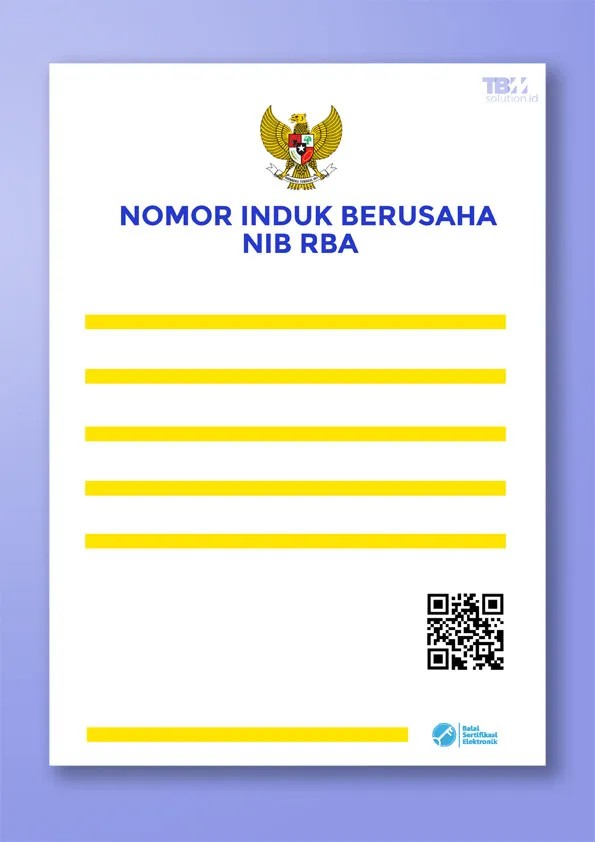 TBM
solution.id
NOMOR INDUK BERUSAHA
NIB RBA
Balai
Sertifikasi
Elektronik